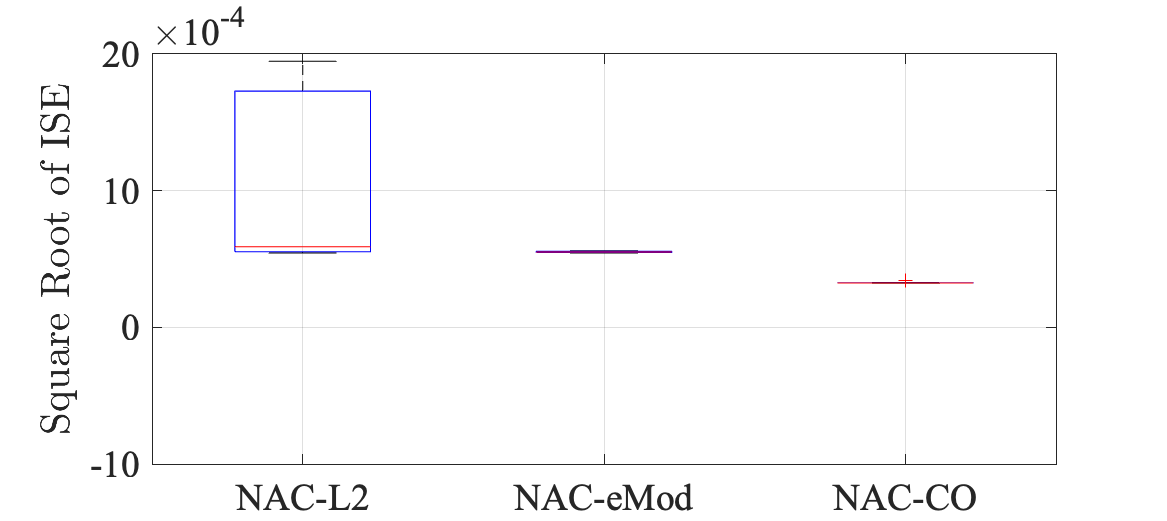 ×10^-4
20
10
0
-10
Square Root of ISE
NAC-L2 NAC-eMod NAC-CO